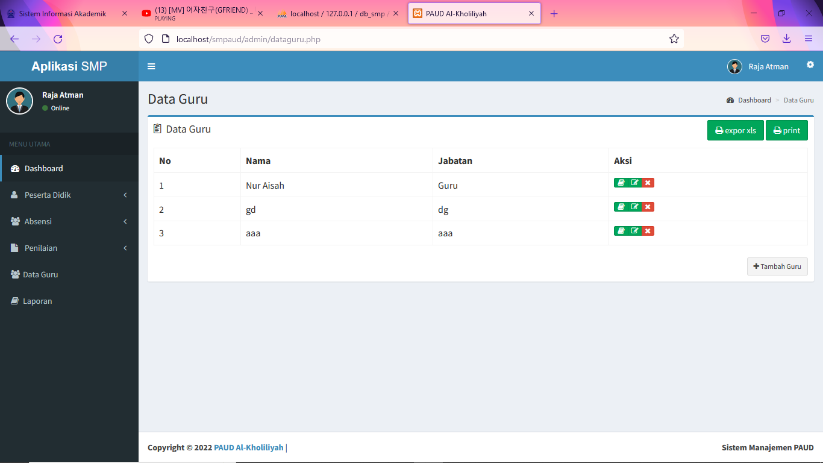 Sistem Informasi Akademik
(13) [MV] 여자친구(GFRIEND) _
PLAYING
localhost / 127.0.0.1 / db_smp /
PAUD Al-Kholiliyah
localhost/smpaud/admin/dataguru.php
Aplikasi SMP
Raja Atman
Raja Atman
Online
MENU UTAMA
Dashboard
Peserta Didik
Absensi
Penilaian
Data Guru
Laporan
Data Guru
Dashboard > Data Guru
Data Guru
expor xls print
No Nama Jabatan Aksi
1 Nur Aisah Guru
2 gd dg
3 aaa aaa
Tambah Guru
Copyright © 2022 PAUD Al-Kholiliyah |
Sistem Manajemen PAUD